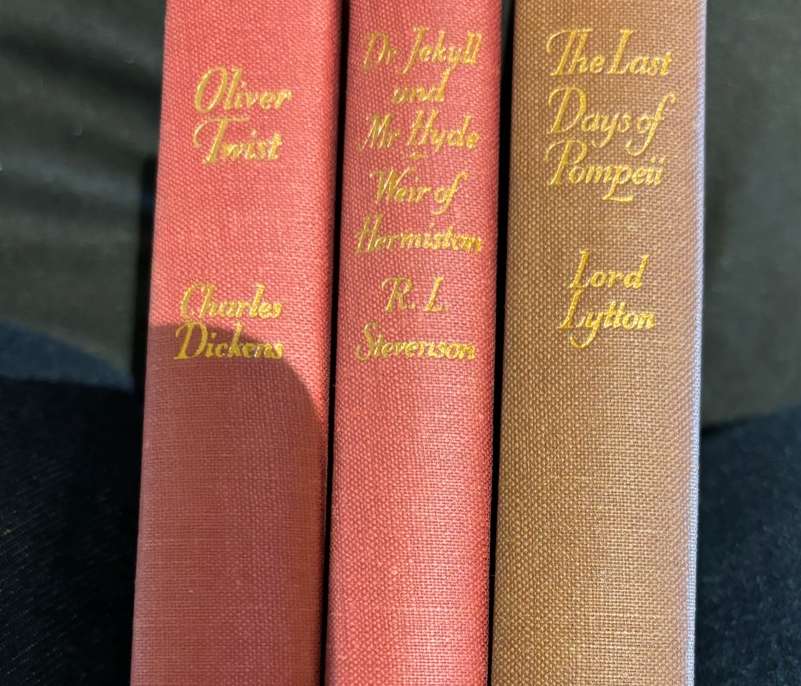 Oliver
Twist
Charles
Dickens
Dr Jekyll
and
Mr Hyde
-
Weir of
Hermiston
R. L.
Stevenson
The Last
Days of
Pompeii
Lord
Lytton